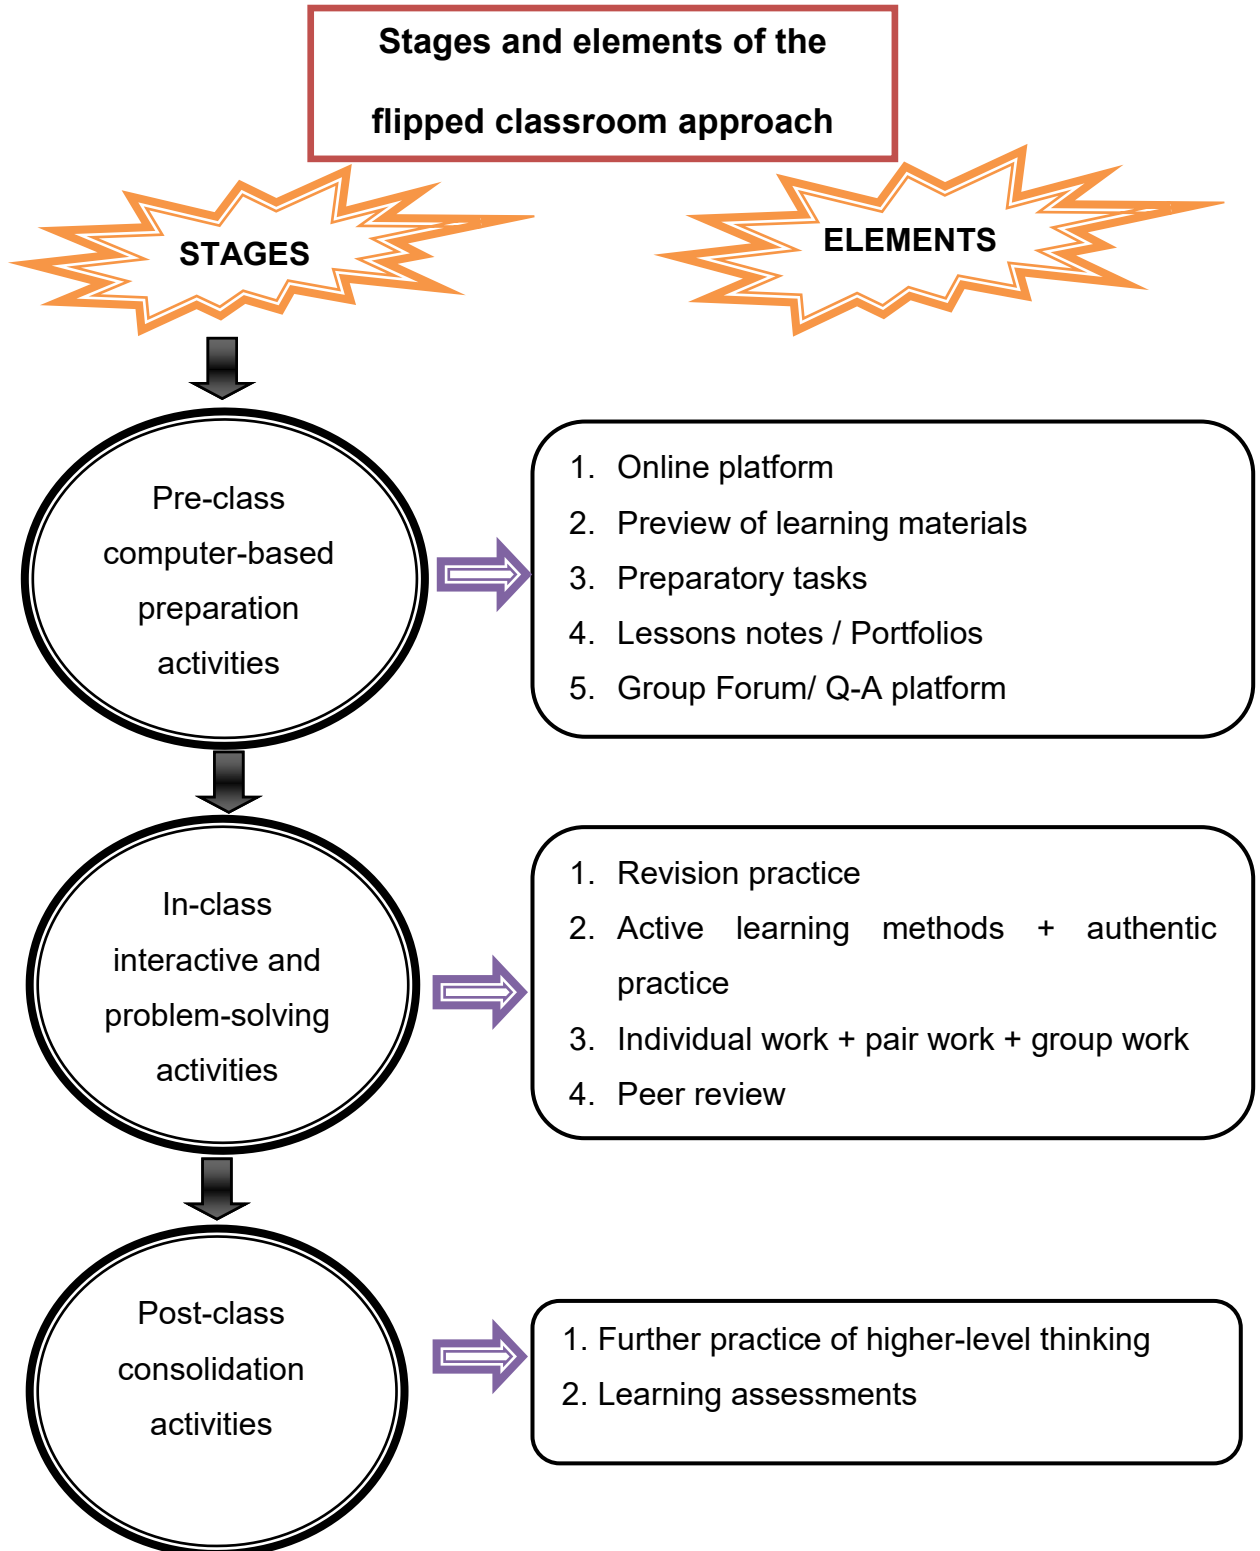 Stages and elements of the
flipped classroom approach
STAGES
ELEMENTS
Pre-class
computer-based
preparation
activities
1. Online platform
2. Preview of learning materials
3. Preparatory tasks
4. Lessons notes / Portfolios
5. Group Forum/ Q-A platform
In-class
interactive and
problem-solving
activities
1. Revision practice
2. Active learning methods + authentic
practice
3. Individual work + pair work + group work
4. Peer review
Post-class
consolidation
activities
1. Further practice of higher-level thinking
2. Learning assessments